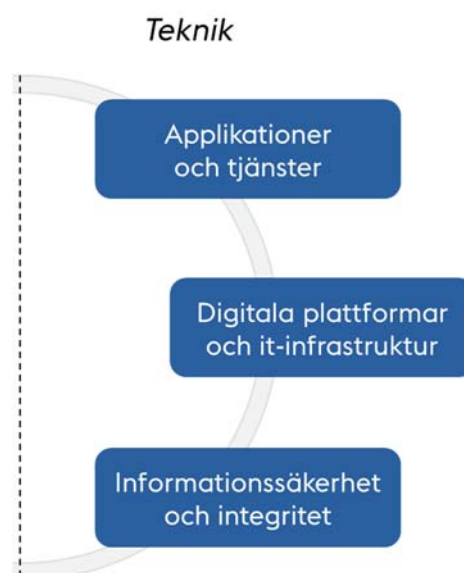 Teknik
Applikationer
och tjänster
Digitala plattformar
och it-infrastruktur
Informationssäkerhet
och integritet